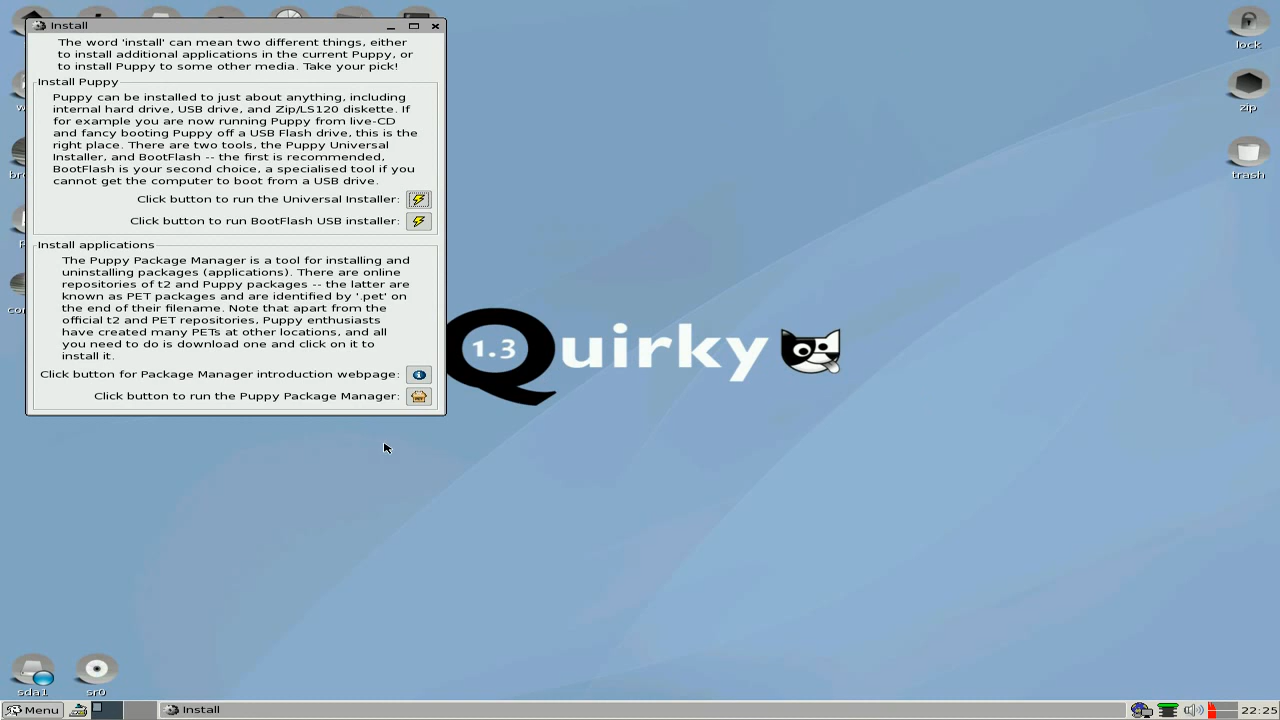 Install
The word 'install' can mean two different things, either
to install additional applications in the current Puppy, or
to install Puppy to some other media. Take your pick!
Install Puppy
Puppy can be installed to just about anything, including
internal hard drive, USB drive, and Zip/LS120 diskette. If
for example you are now running Puppy from live-CD
and fancy booting Puppy off a USB Flash drive, this is the
right place. There are two tools, the Puppy Universal
Installer, and BootFlash -- the first is recommended,
BootFlash is your second choice, a specialised tool if you
cannot get the computer to boot from a USB drive.
Click button to run the Universal Installer:
Click button to run BootFlash USB installer:
Install applications
The Puppy Package Manager is a tool for installing and
uninstalling packages (applications). There are online
repositories of t2 and Puppy packages -- the latter are
known as PET packages and are identified by '.pet' on
the end of their filename. Note that apart from the
official t2 and PET repositories, Puppy enthusiasts
have created many PETs at other locations, and all
you need to do is download one and click on it to
install it.
Click button for Package Manager introduction webpage:
Click button to run the Puppy Package Manager:
lock
zip
trash
1.3 Quirky
sda1
sr0
Menu
Install
22:25